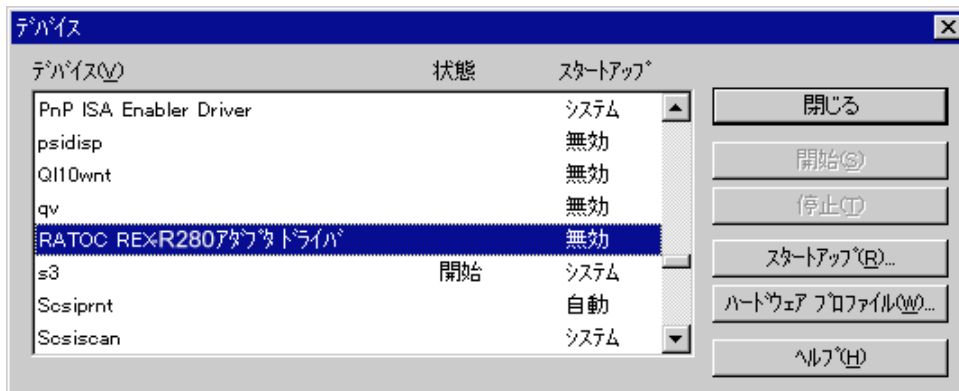 デバイス
デバイス(V) 状態 スタートアップ
PnP ISA Enabler Driver システム
psidisp 無効
Ql10wnt 無効
qv 無効
RATOC REX-R280アダプタ ドライバ 無効
s3 開始 システム
Scsiprnt 自動
Scsiscan システム
閉じる
開始(S)
停止(T)
スタートアップ(R)...
ハードウェア プロファイル(W)...
ヘルプ(H)